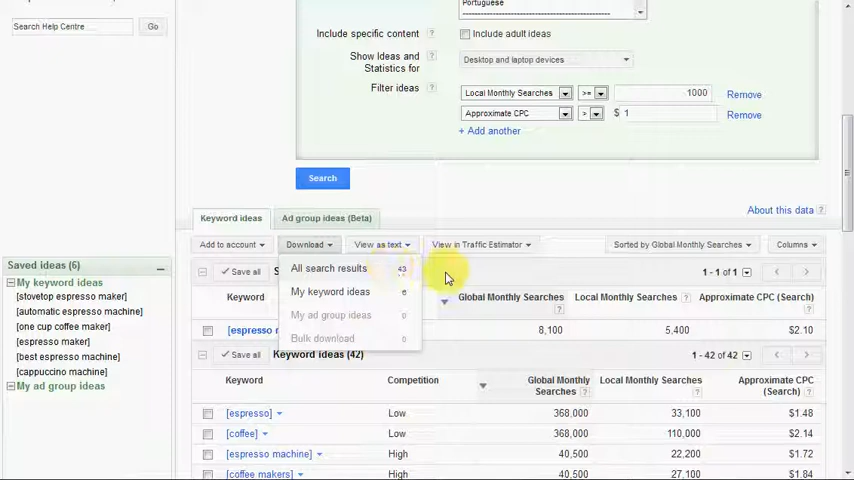 Search Help Centre
Go
Portuguese
Include specific content ?
Include adult ideas
Show Ideas and ?
Statistics for
Desktop and laptop devices
Filter ideas ?
Local Monthly Searches >= 1000 Remove
Approximate CPC > $ 1 Remove
+ Add another
Search
About this data ?
Keyword ideas
Ad group ideas (Beta)
Add to account
Download
View as text
View in Traffic Estimator
Sorted by Global Monthly Searches
Columns
All search results 43
My keyword ideas 6
My ad group ideas 0
Bulk download 0
Save all
1 - 1 of 1
Keyword
Global Monthly Searches ?
Local Monthly Searches ?
Approximate CPC (Search) ?
[espresso
8,100 5,400 $2.10
Save all
Keyword ideas (42)
1 - 42 of 42
Keyword
Competition
Global Monthly
Searches ?
Local Monthly Searches ?
Approximate CPC
(Search) ?
[espresso] Low 368,000 33,100 $1.48
[coffee] Low 368,000 110,000 $2.14
[espresso machine] High 40,500 22,200 $1.72
[coffee makers] High 40,500 27,100 $1.84
Saved ideas (6)
My keyword ideas
[stovetop espresso maker]
[automatic espresso machine]
[one cup coffee maker]
[espresso maker]
[best espresso machine]
[cappuccino machine]
My ad group ideas